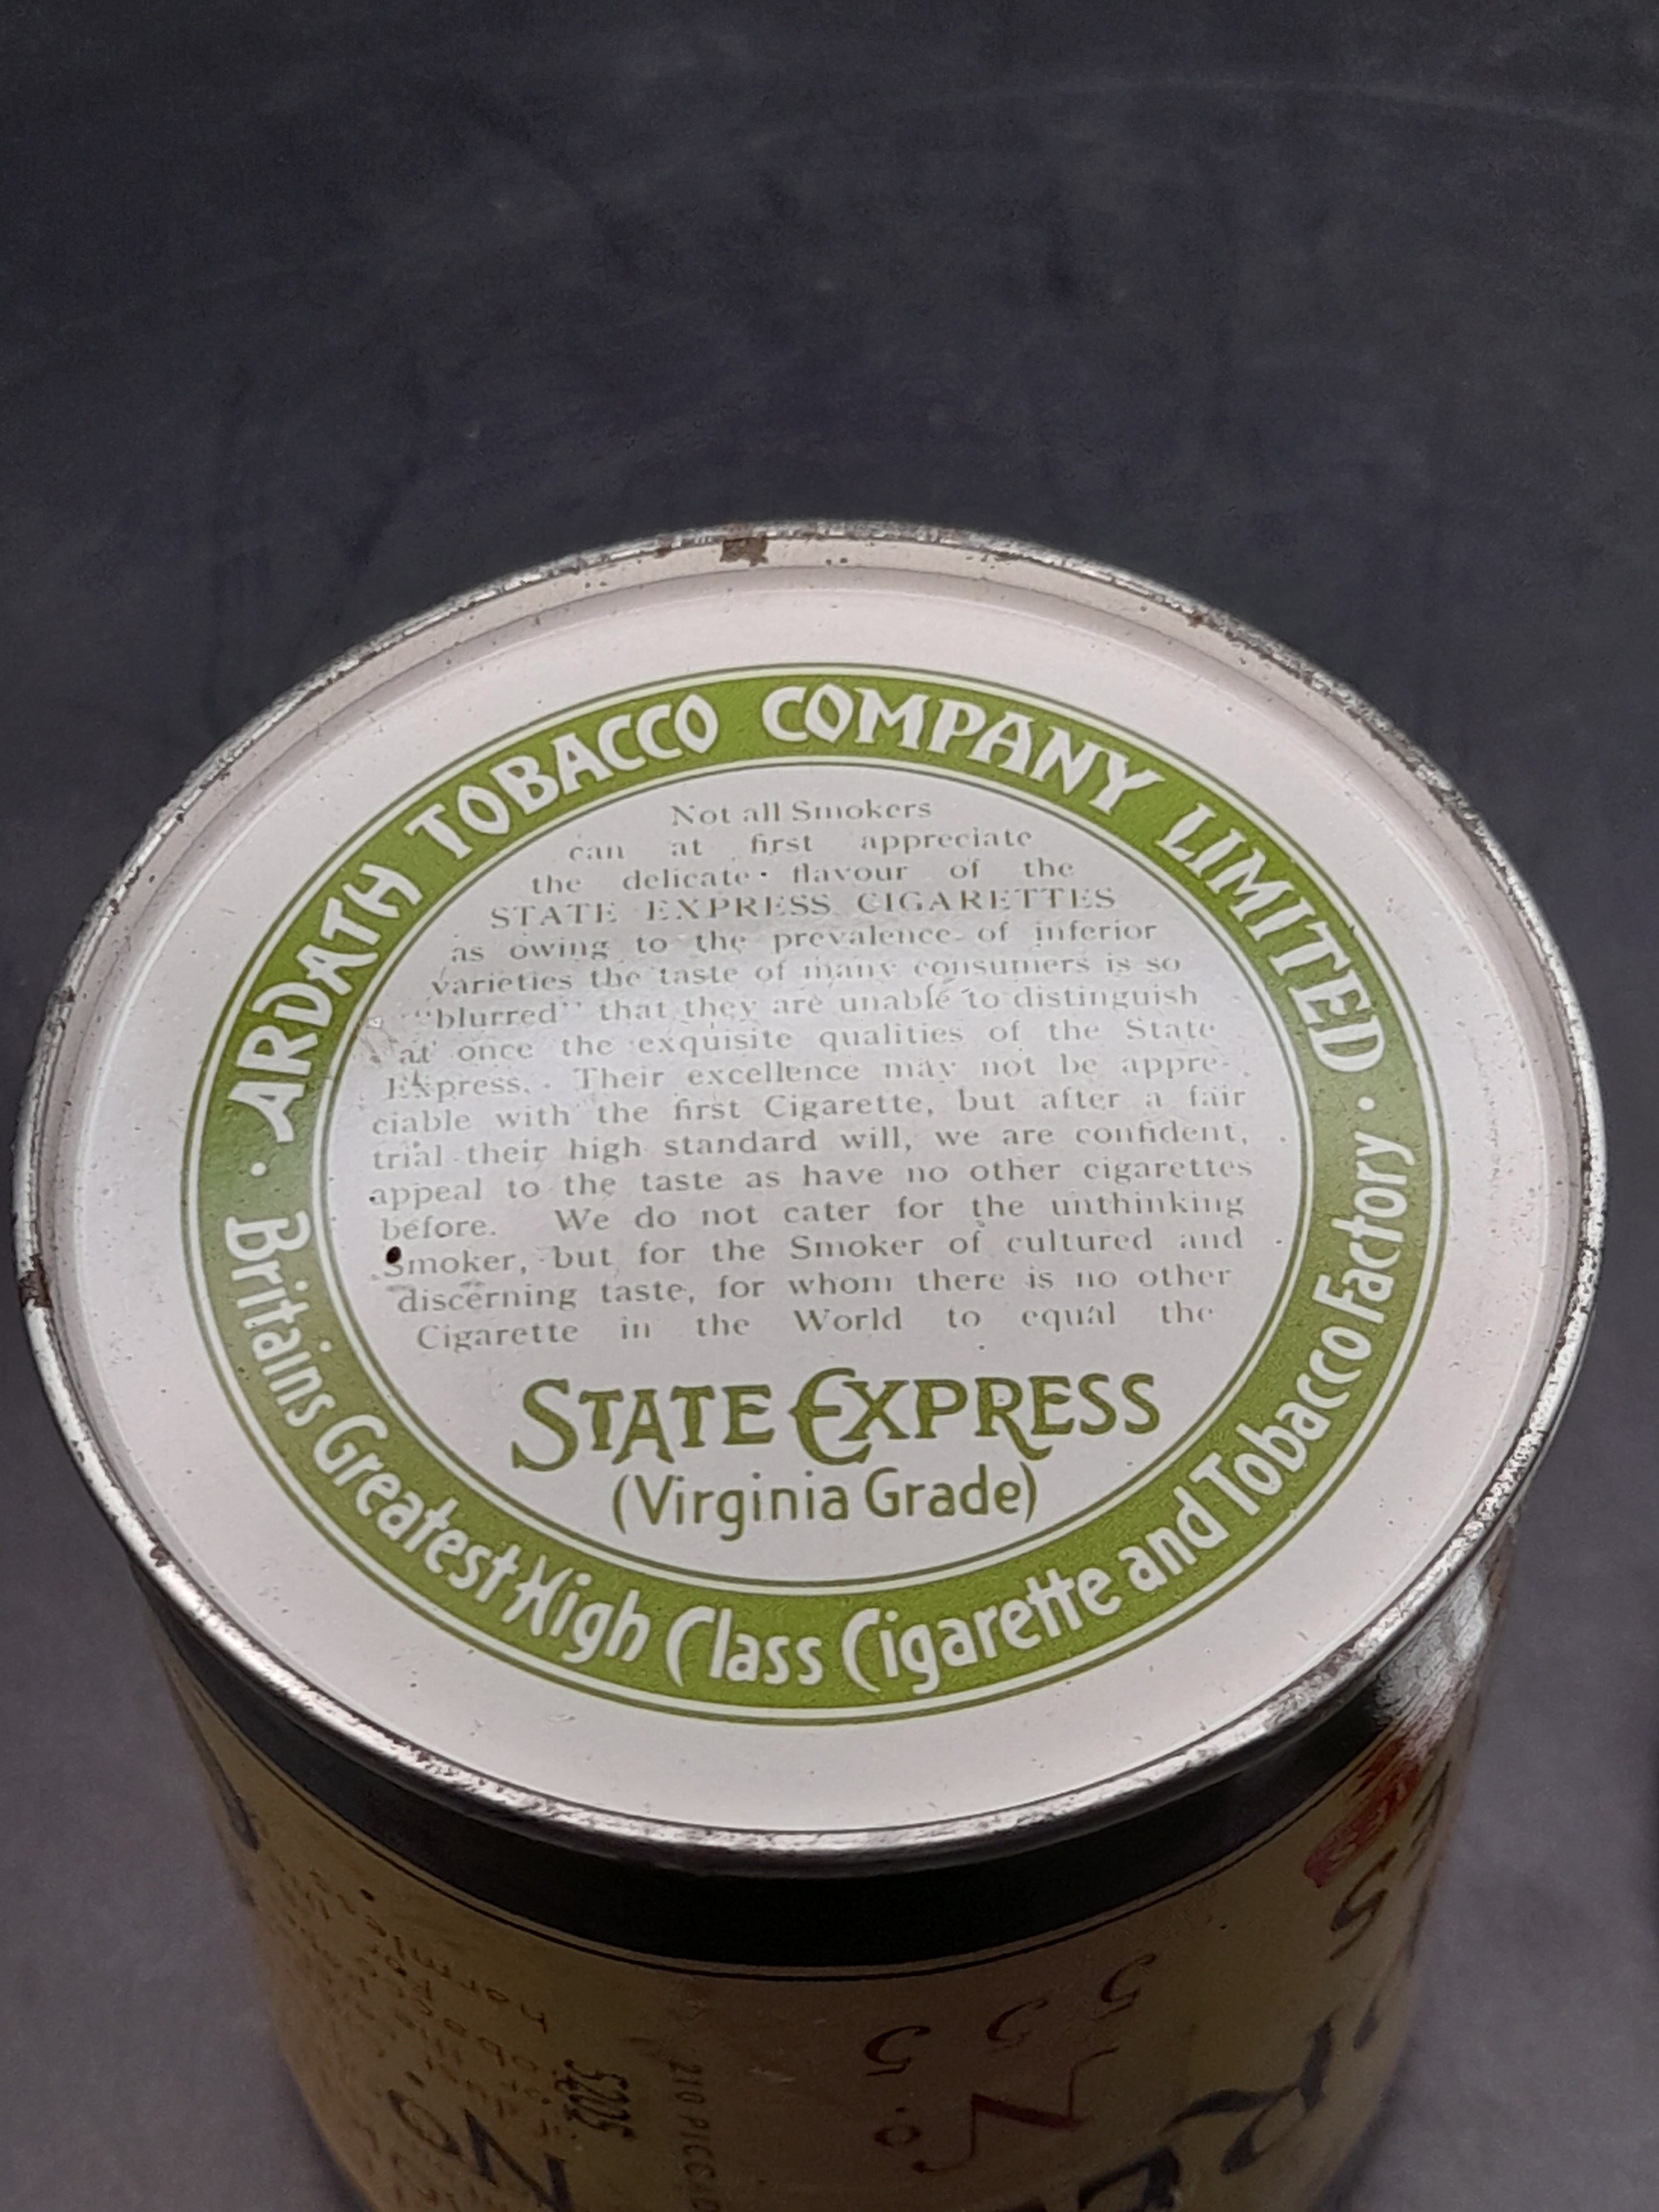 ARDATH TOBACCO COMPANY LIMITED
Not all Smokers
can at first appreciate
the delicate flavour of the
STATE EXPRESS CIGARETTES
as owing to the prevalence of inferior
varieties the taste of many consumers is so
"blurred" that they are unable to distinguish
at once the exquisite qualities of the State
Express. Their excellence may not be appre-
ciable with the first Cigarette, but after a fair
trial their high standard will, we are confident,
appeal to the taste as have no other cigarettes
before. We do not cater for the unthinking
Smoker, but for the Smoker of cultured and
discerning taste, for whom there is no other
Cigarette in the World to equal the
STATE EXPRESS
(Virginia Grade)
Britains Greatest High Class Cigarette and Tobacco Factory
555
No